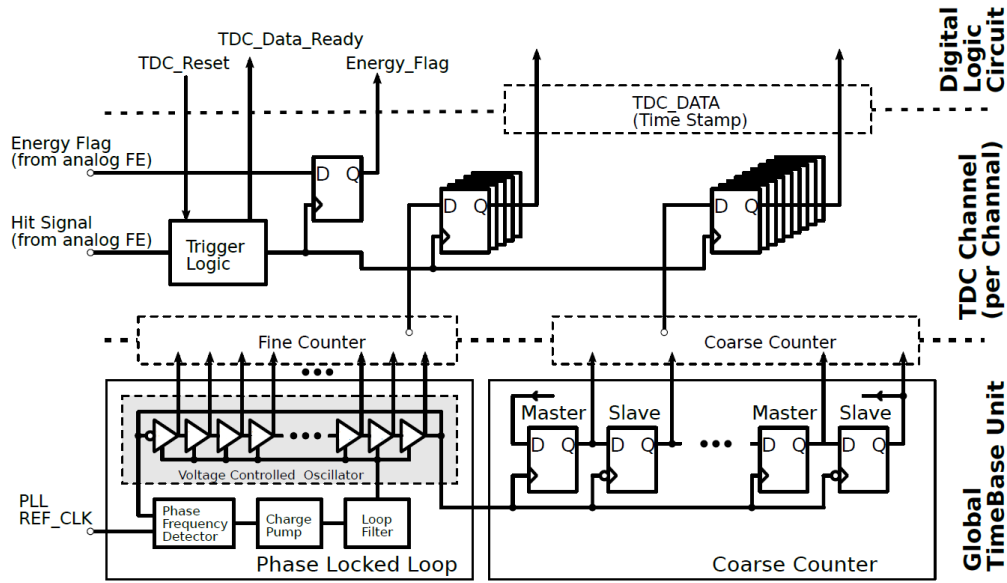 TDC_Data_Ready
TDC_Reset
Energy_Flag
Digital
Logic
Circuit
TDC_DATA
(Time Stamp)
Energy Flag
(from analog FE)
D Q
D Q
D Q
Hit Signal
(from analog FE)
Trigger
Logic
TDC Channel
(per Channal)
Fine Counter
Coarse Counter
Master
Slave
Master
Slave
D Q
D Q
D Q
D Q
Voltage Controlled Oscillator
PLL
REF_CLK
Phase
Frequency
Detector
Charge
Pump
Loop
Filter
Phase Locked Loop
Coarse Counter
Global
TimeBase Unit